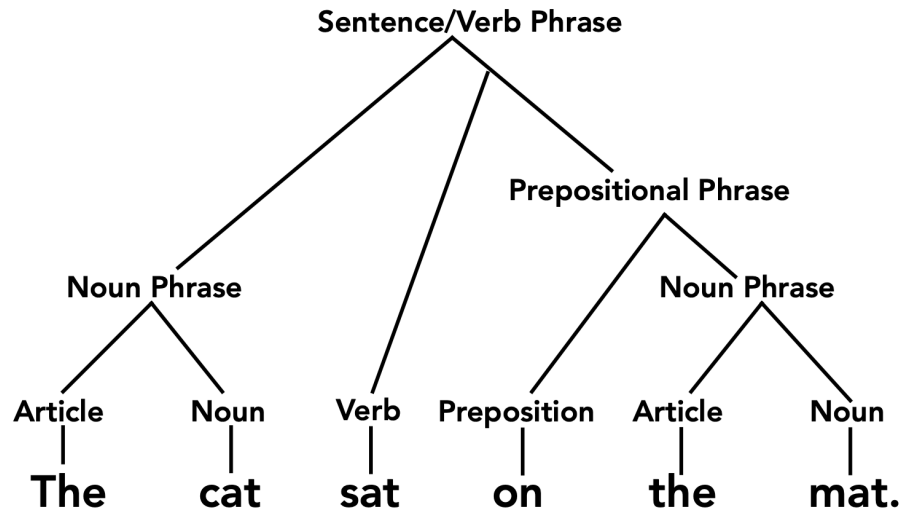 Sentence/Verb Phrase
Prepositional Phrase
Noun Phrase Noun Phrase
Article Noun Verb Preposition Article Noun
The cat sat on the mat.